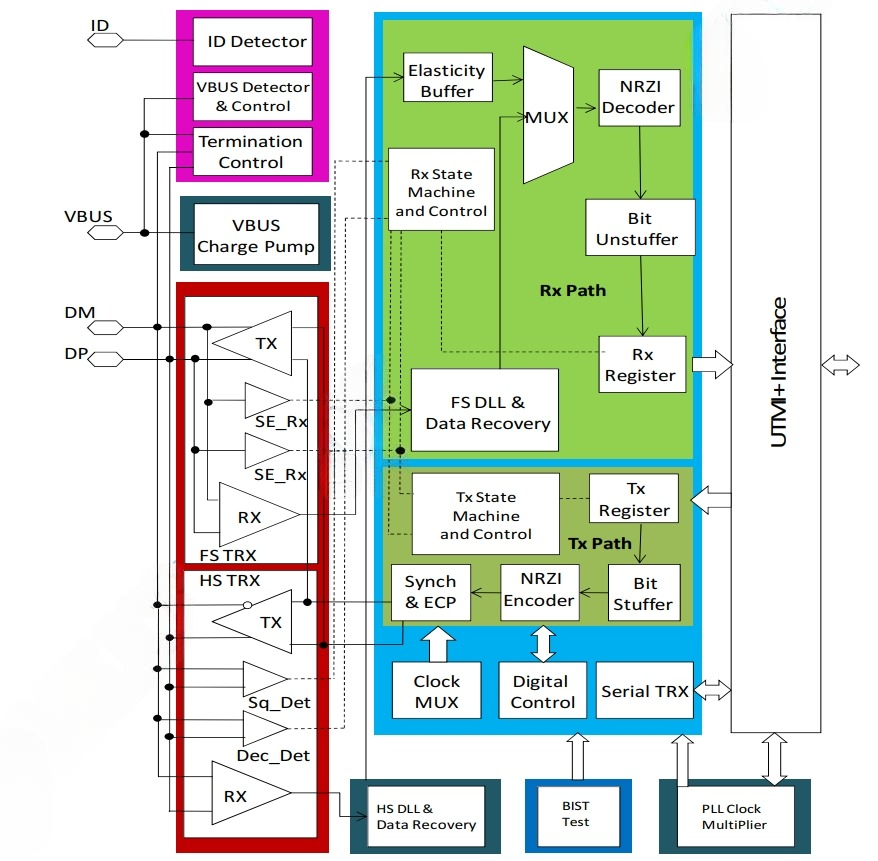 ID
ID Detector
VBUS Detector
& Control
Termination
Control
VBUS
VBUS
Charge Pump
DM
DP
TX
SE_Rx
SE_Rx
RX
FS TRX
HS TRX
TX
Sq_Det
Dec_Det
RX
Elasticity
Buffer
MUX
NRZI
Decoder
Rx State
Machine
and Control
Bit
Unstuffer
Rx Path
Rx
Register
FS DLL &
Data Recovery
Tx State
Machine
and Control
Tx
Register
Tx Path
Synch
& ECP
NRZI
Encoder
Bit
Stuffer
Clock
MUX
Digital
Control
Serial TRX
UTMI+ Interface
HS DLL &
Data Recovery
BIST
Test
PLL Clock
MultiPlier